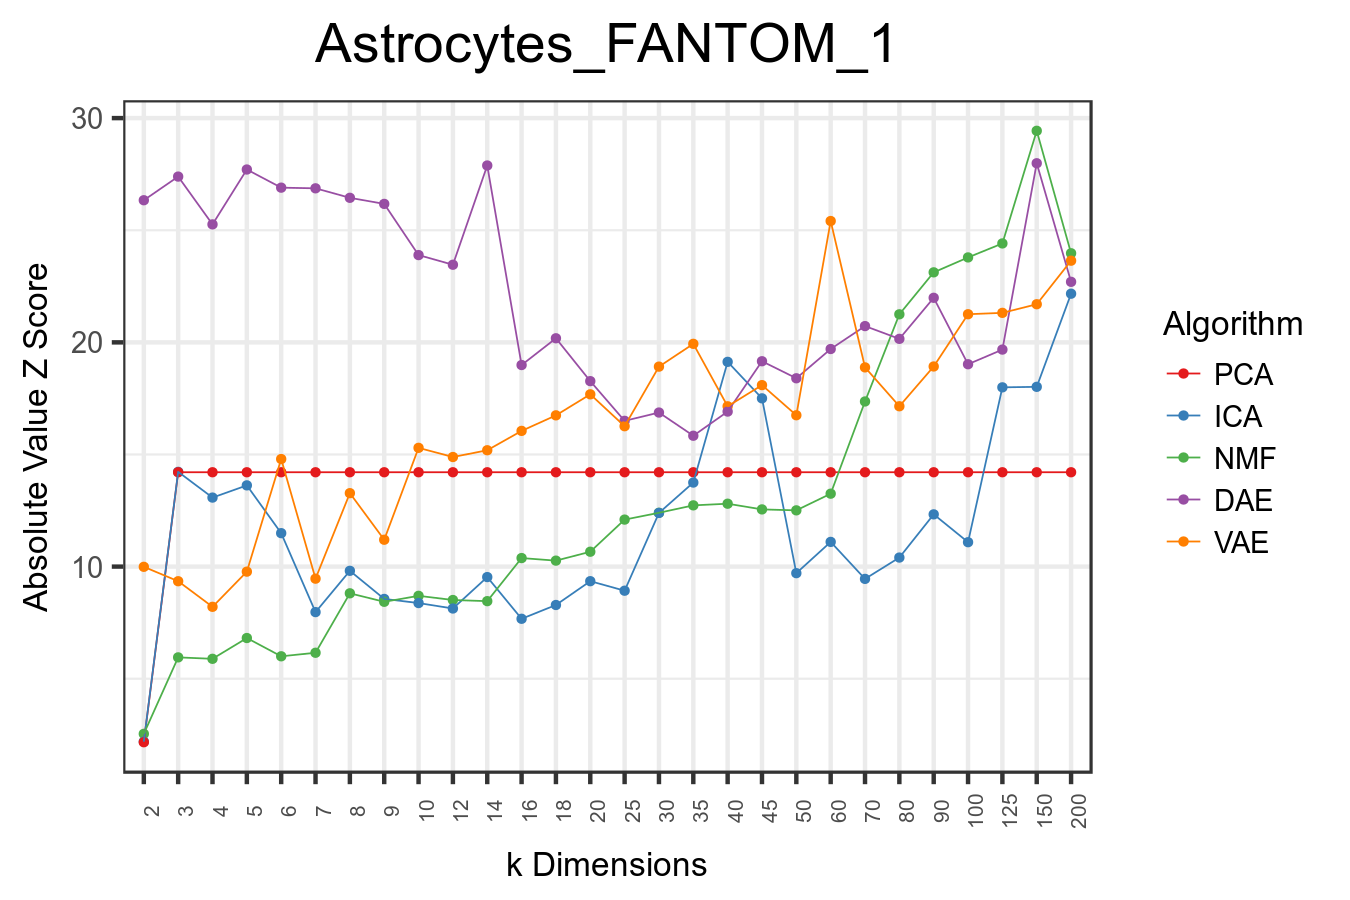 Astrocytes_FANTOM_1
Absolute Value Z Score
30
20
10
2 3 4 5 6 7 8 9 10 12 14 16 18 20 25 30 35 40 45 50 60 70 80 90 100 125 150 200
k Dimensions
Algorithm
PCA
ICA
NMF
DAE
VAE